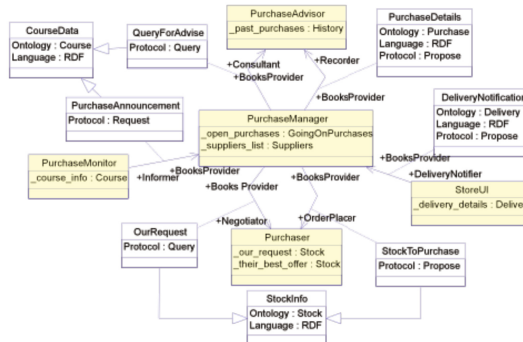 CourseData
Ontology : Course
Language : RDF
QueryForAdvise
Protocol : Query
PurchaseAdvisor
_past_purchases : History
PurchaseDetails
Ontology : Purchase
Language : RDF
Protocol : Propose
+Consultant
+BooksProvider
+Recorder
+BooksProvider
PurchaseAnnouncement
Protocol : Request
PurchaseManager
_open_purchases : GoingOnPurchases
_suppliers_list : Suppliers
DeliveryNotification
Ontology : Delivery
Language : RDF
Protocol : Propose
PurchaseMonitor
_course_info : Course
+Informer
+BooksProvider
+Books Provider
+BooksProvider
+BooksProvider
+DeliveryNotifier
StoreUI
_delivery_details : Delive
OurRequest
Protocol : Query
+Negotiator
+OrderPlacer
Purchaser
_our_request : Stock
_their_best_offer : Stock
StockToPurchase
Protocol : Propose
StockInfo
Ontology : Stock
Language : RDF